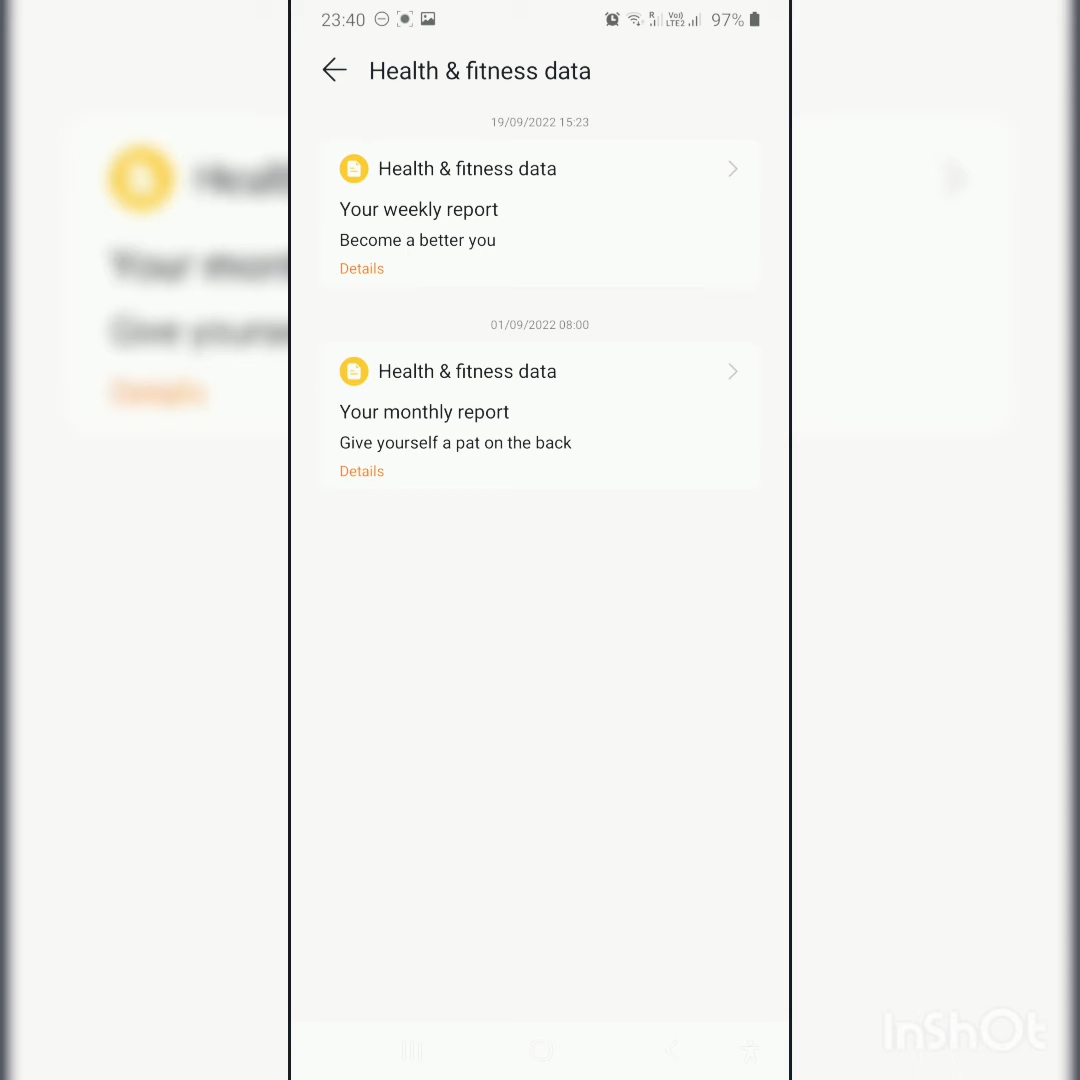 23:40 97%
Health & fitness data
19/09/2022 15:23
Health & fitness data
Your weekly report
Become a better you
Details
01/09/2022 08:00
Health & fitness data
Your monthly report
Give yourself a pat on the back
Details
InShOt